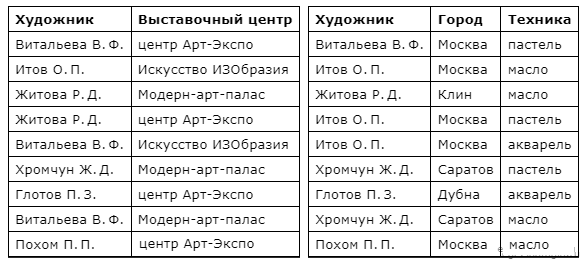 Художник Выставочный центр
Витальева В. Ф. центр Арт-Экспо
Итов О. П. Искусство ИЗОбразия
Житова Р. Д. Модерн-арт-палас
Житова Р. Д. центр Арт-Экспо
Витальева В. Ф. Искусство ИЗОбразия
Хромчун Ж. Д. Модерн-арт-палас
Глотов П. З. центр Арт-Экспо
Витальева В. Ф. Модерн-арт-палас
Похом П. П. центр Арт-Экспо
Художник Город Техника
Витальева В. Ф. Москва пастель
Итов О. П. Москва масло
Житова Р. Д. Клин масло
Итов О. П. Москва пастель
Итов О. П. Москва акварель
Хромчун Ж. Д. Саратов пастель
Глотов П. З. Дубна акварель
Хромчун Ж. Д. Саратов масло
Похом П. П. Москва масло